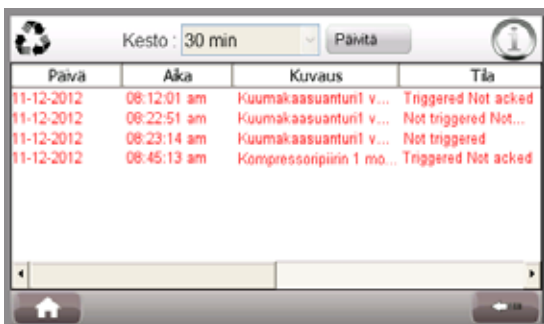 Kesto : 30 min Päivitä
Päivä Aika Kuvaus Tila
11-12-2012 08:12:01 am Kuumakaasuanturi1 v... Triggered Not acked
11-12-2012 08:22:51 am Kuumakaasuanturi1 v... Not triggered Not...
11-12-2012 08:23:14 am Kuumakaasuanturi1 v... Not triggered
11-12-2012 08:45:13 am Kompressoripiirin 1 mo... Triggered Not acked